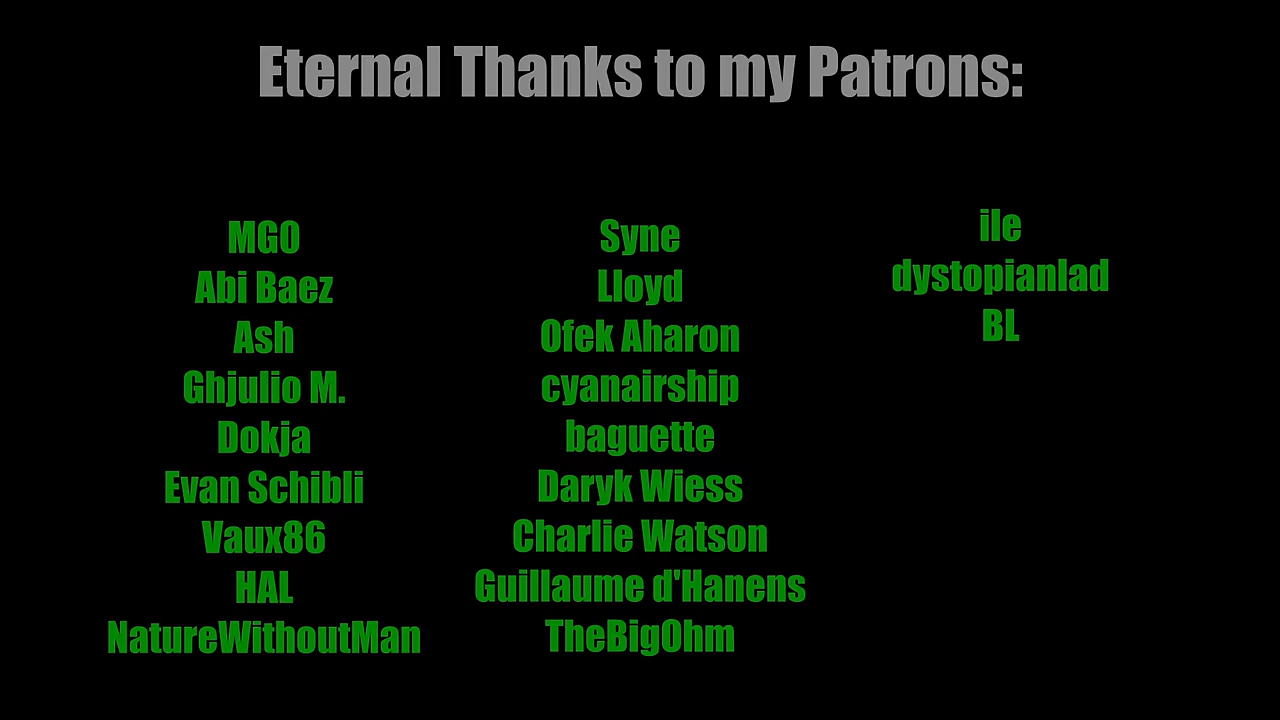 Eternal Thanks to my Patrons:
MGO
Abi Baez
Ash
Ghjulio M.
Dokja
Evan Schibli
Vaux86
HAL
NatureWithoutMan
Syne
Lloyd
Ofek Aharon
cyanairship
baguette
Daryk Wiess
Charlie Watson
Guillaume d'Hanens
TheBigOhm
ile
dystopianlad
BL